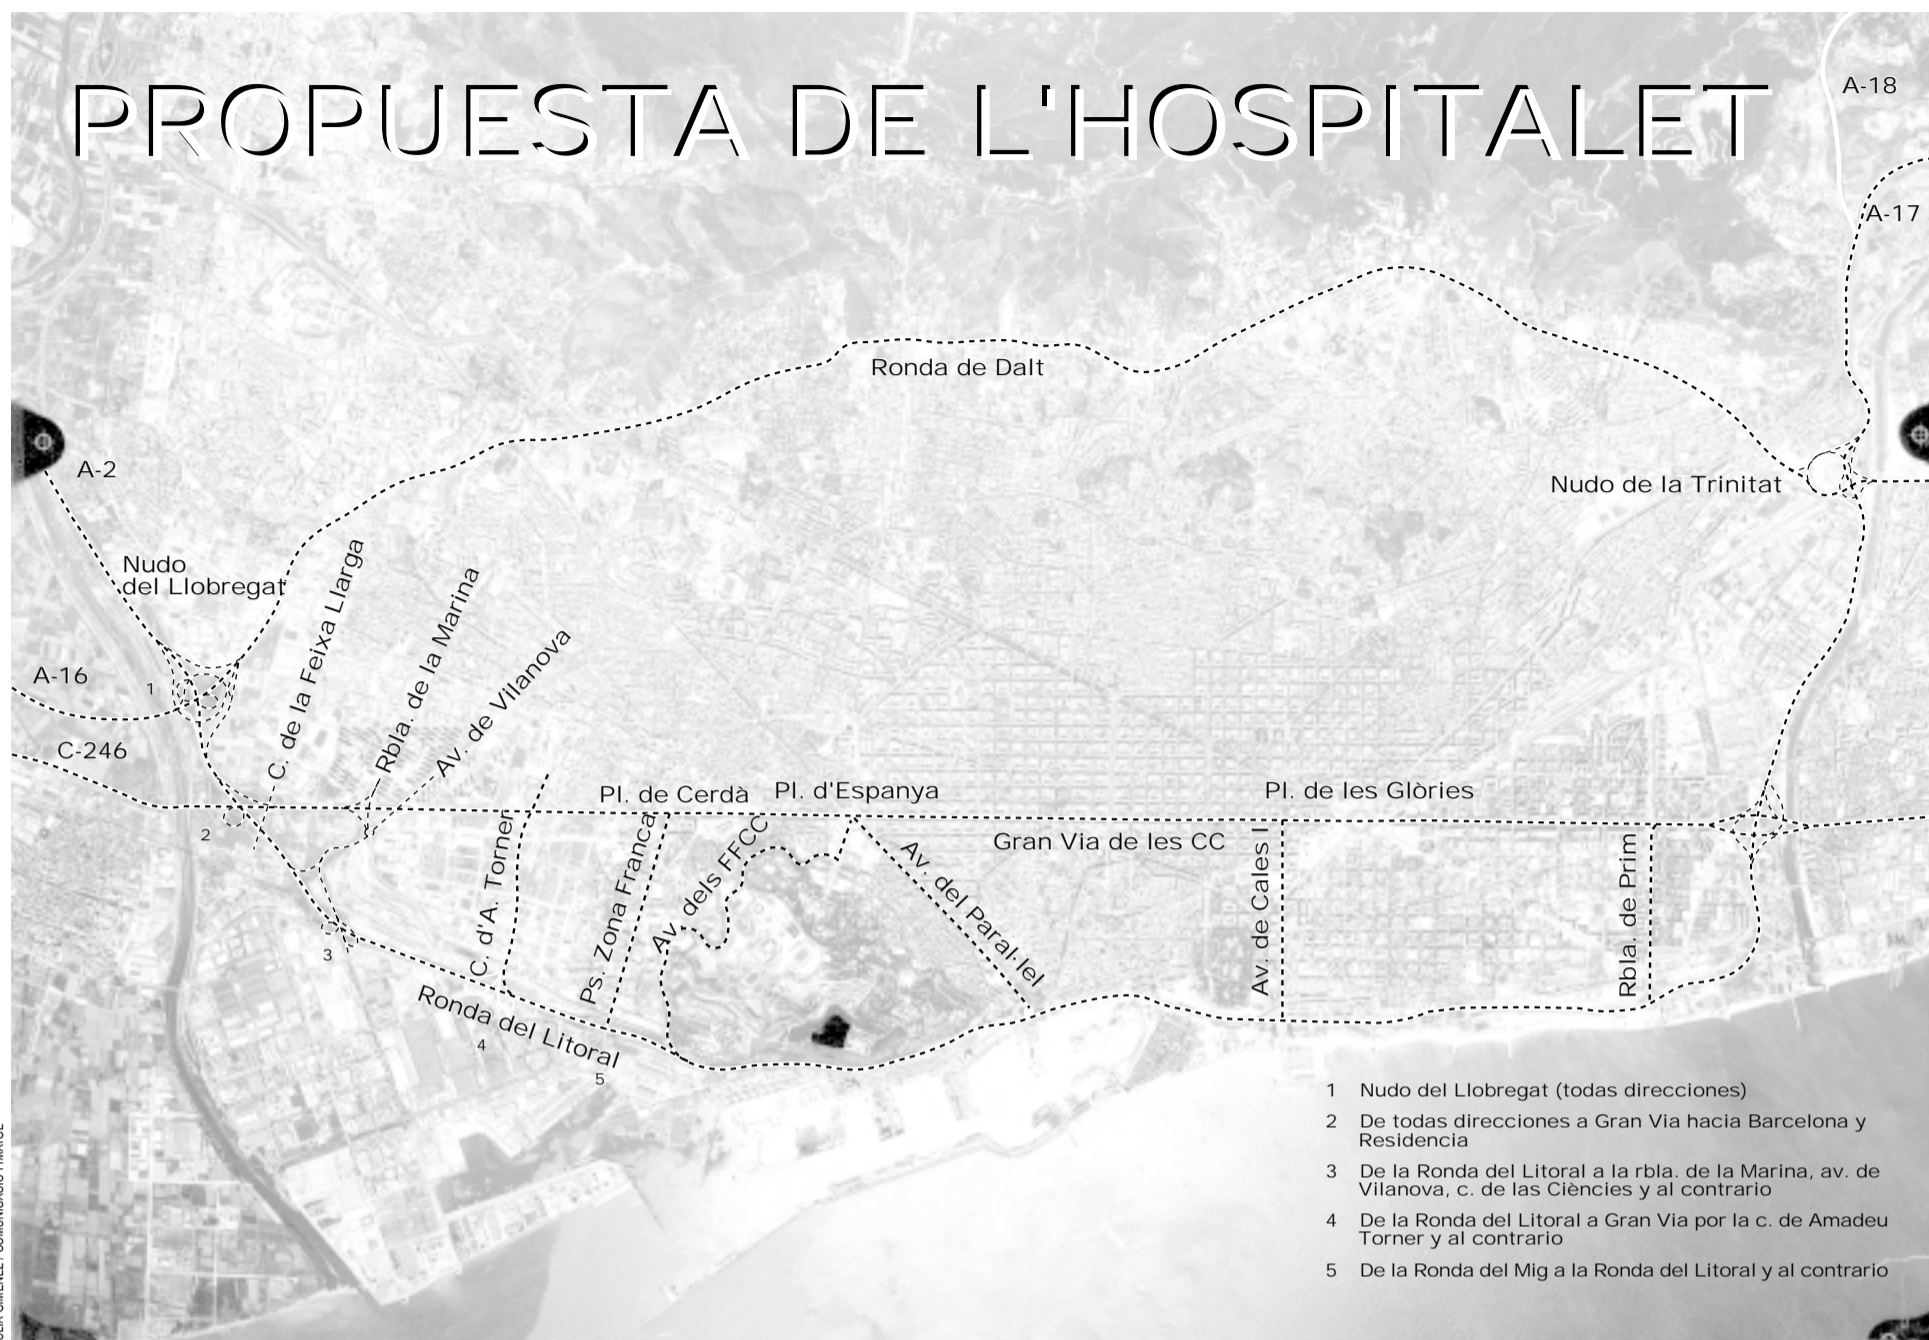 PROPUESTA DE L'HOSPITALET
A-18
A-17
Ronda de Dalt
A-2
Nudo de la Trinitat
Nudo
del Llobregat
C. de la Feixa Llarga
Rbla. de la Marina
Av. de Vilanova
A-16
1
C-246
2
Pl. de Cerdà
Pl. d'Espanya
Pl. de les Glòries
Gran Via de les CC
C. d'A. Torner
Ps. Zona Franca
Av. dels FFCC
Av. del Paral·lel
Av. de Cales I
Rbla. de Prim
3
Ronda del Litoral
4
5
1 Nudo del Llobregat (todas direcciones)
2 De todas direcciones a Gran Via hacia Barcelona y
Residencia
3 De la Ronda del Litoral a la rbla. de la Marina, av. de
Vilanova, c. de las Ciències y al contrario
4 De la Ronda del Litoral a Gran Via por la c. de Amadeu
Torner y al contrario
5 De la Ronda del Mig a la Ronda del Litoral y al contrario